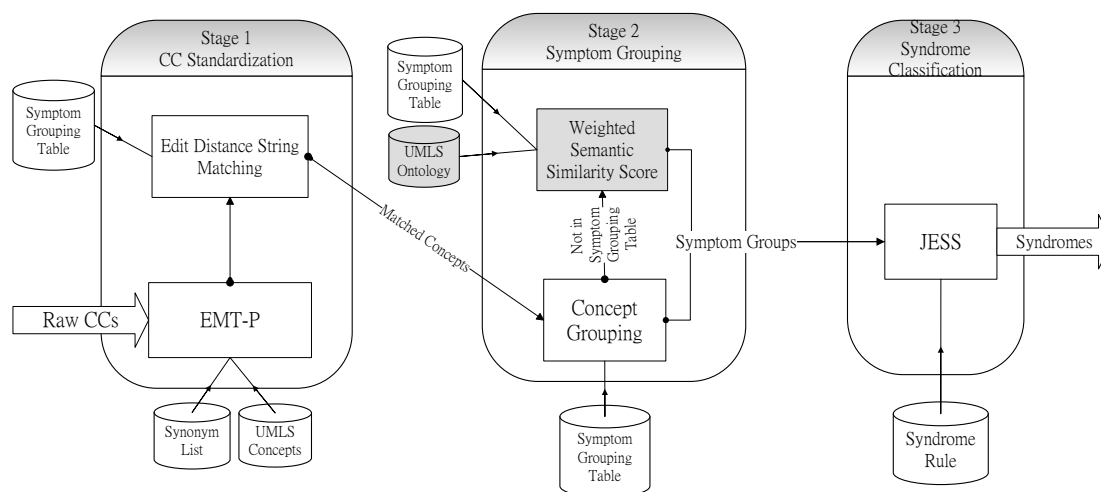 Stage 1
CC Standardization
Symptom
Grouping
Table
Edit Distance String
Matching
Raw CCs
EMT-P
Synonym
List
UMLS
Concepts
Matched Concepts
Stage 2
Symptom Grouping
Symptom
Grouping
Table
UMLS
Ontology
Weighted
Semantic
Similarity Score
Not in
Symptom
Grouping
Table
Concept
Grouping
Symptom
Grouping
Table
Symptom Groups
Stage 3
Syndrome
Classification
JESS
Syndromes
Syndrome
Rule